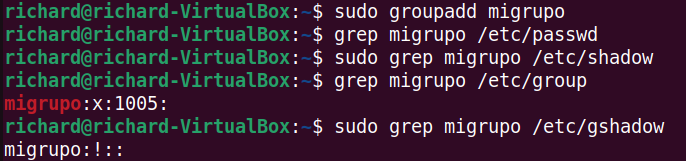 richard@richard-VirtualBox:~$ sudo groupadd migrupo
richard@richard-VirtualBox:~$ grep migrupo /etc/passwd
richard@richard-VirtualBox:~$ sudo grep migrupo /etc/shadow
richard@richard-VirtualBox:~$ grep migrupo /etc/group
migrupo:x:1005:
richard@richard-VirtualBox:~$ sudo grep migrupo /etc/gshadow
migrupo:!::